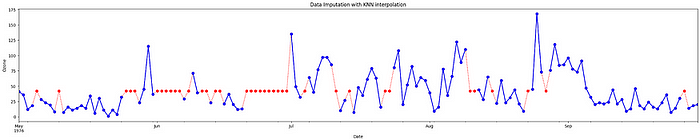 Data Imputation with KNN interpolation
175
150
125
100
75
50
25
0
Ozone
May
1976
Jun
Jul
Aug
Sep
Date